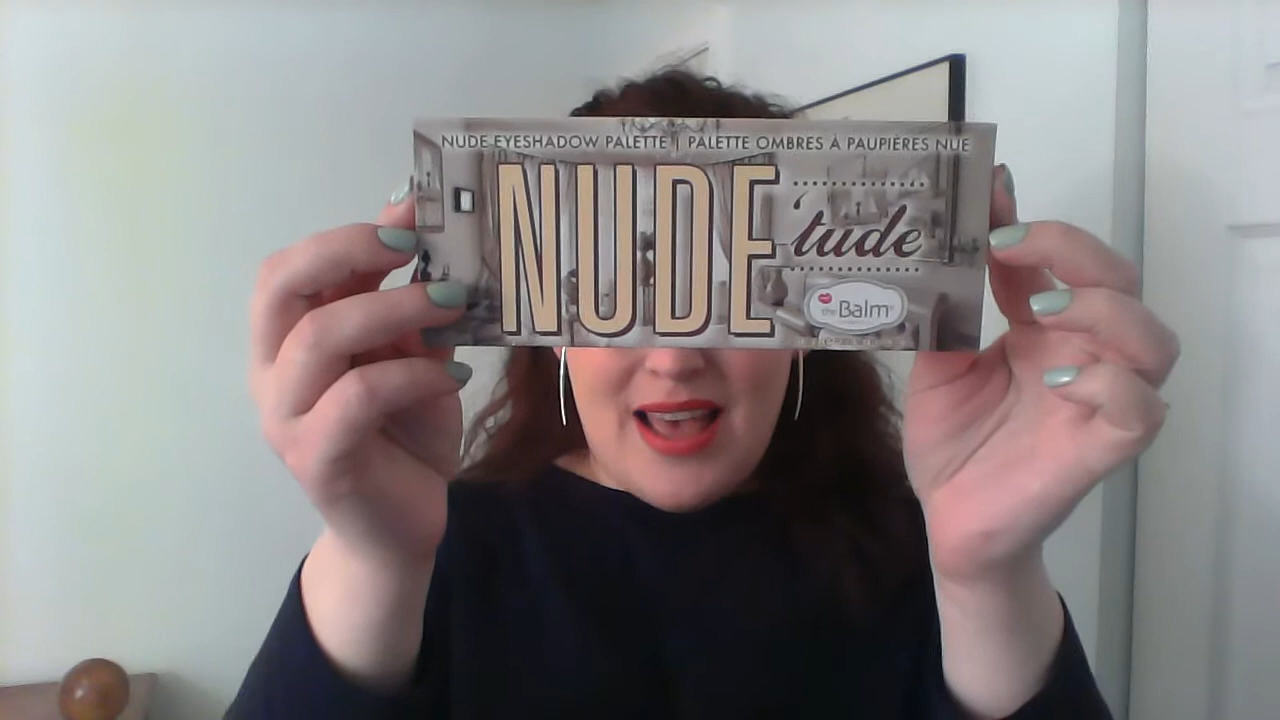 NUDE EYESHADOW PALETTE | PALETTE OMBRES À PAUPIÈRES NUE
NUDE 'tude
theBalm®